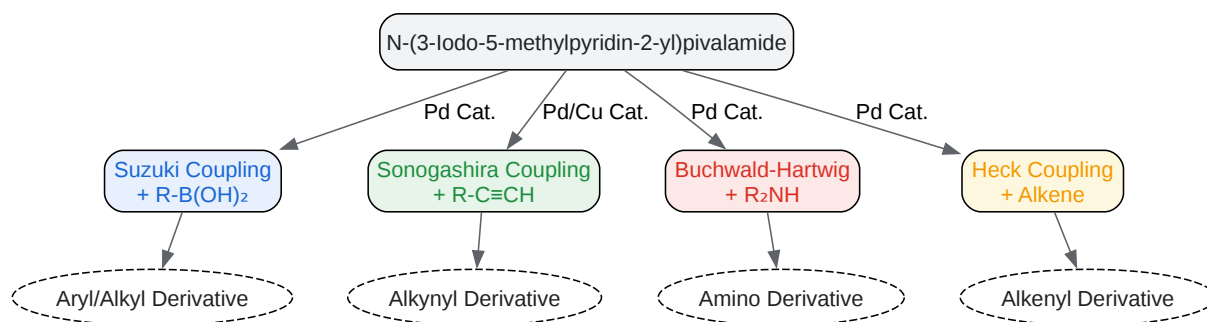 N-(3-Iodo-5-methylpyridin-2-yl)pivalamide
Pd Cat.
Pd/Cu Cat.
Pd Cat.
Pd Cat.
Suzuki Coupling
+ R-B(OH)₂
Sonogashira Coupling
+ R-C≡CH
Buchwald-Hartwig
+ R₂NH
Heck Coupling
+ Alkene
Aryl/Alkyl Derivative
Alkynyl Derivative
Amino Derivative
Alkenyl Derivative